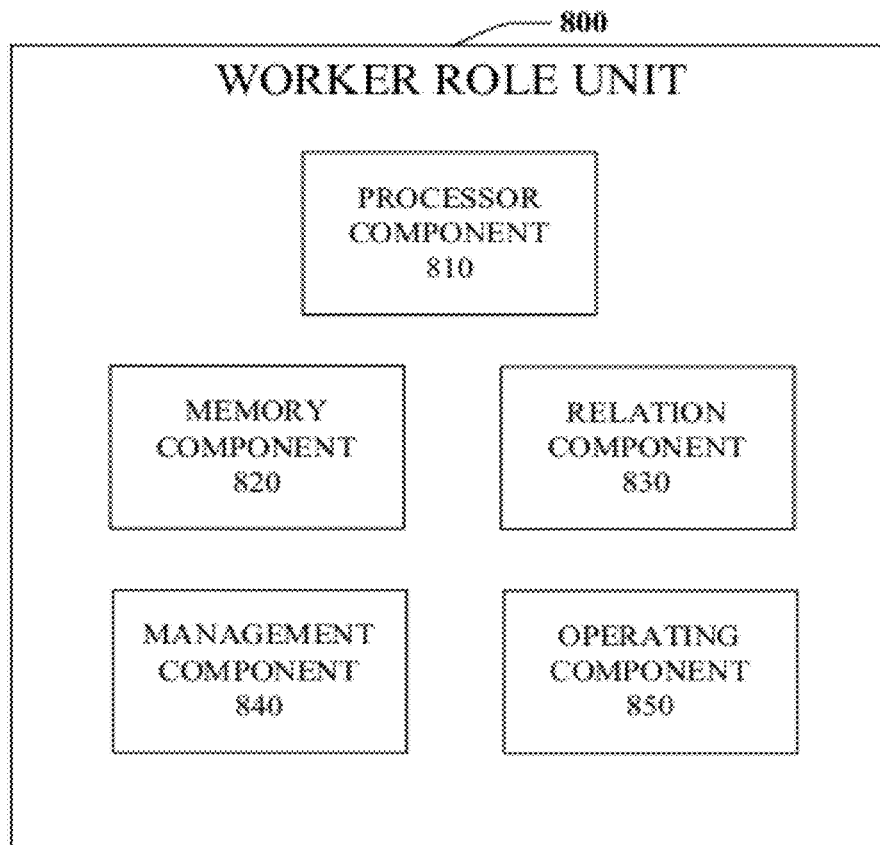 800
WORKER ROLE UNIT
PROCESSOR
COMPONENT
810
MEMORY
COMPONENT
820
RELATION
COMPONENT
830
MANAGEMENT
COMPONENT
840
OPERATING
COMPONENT
850